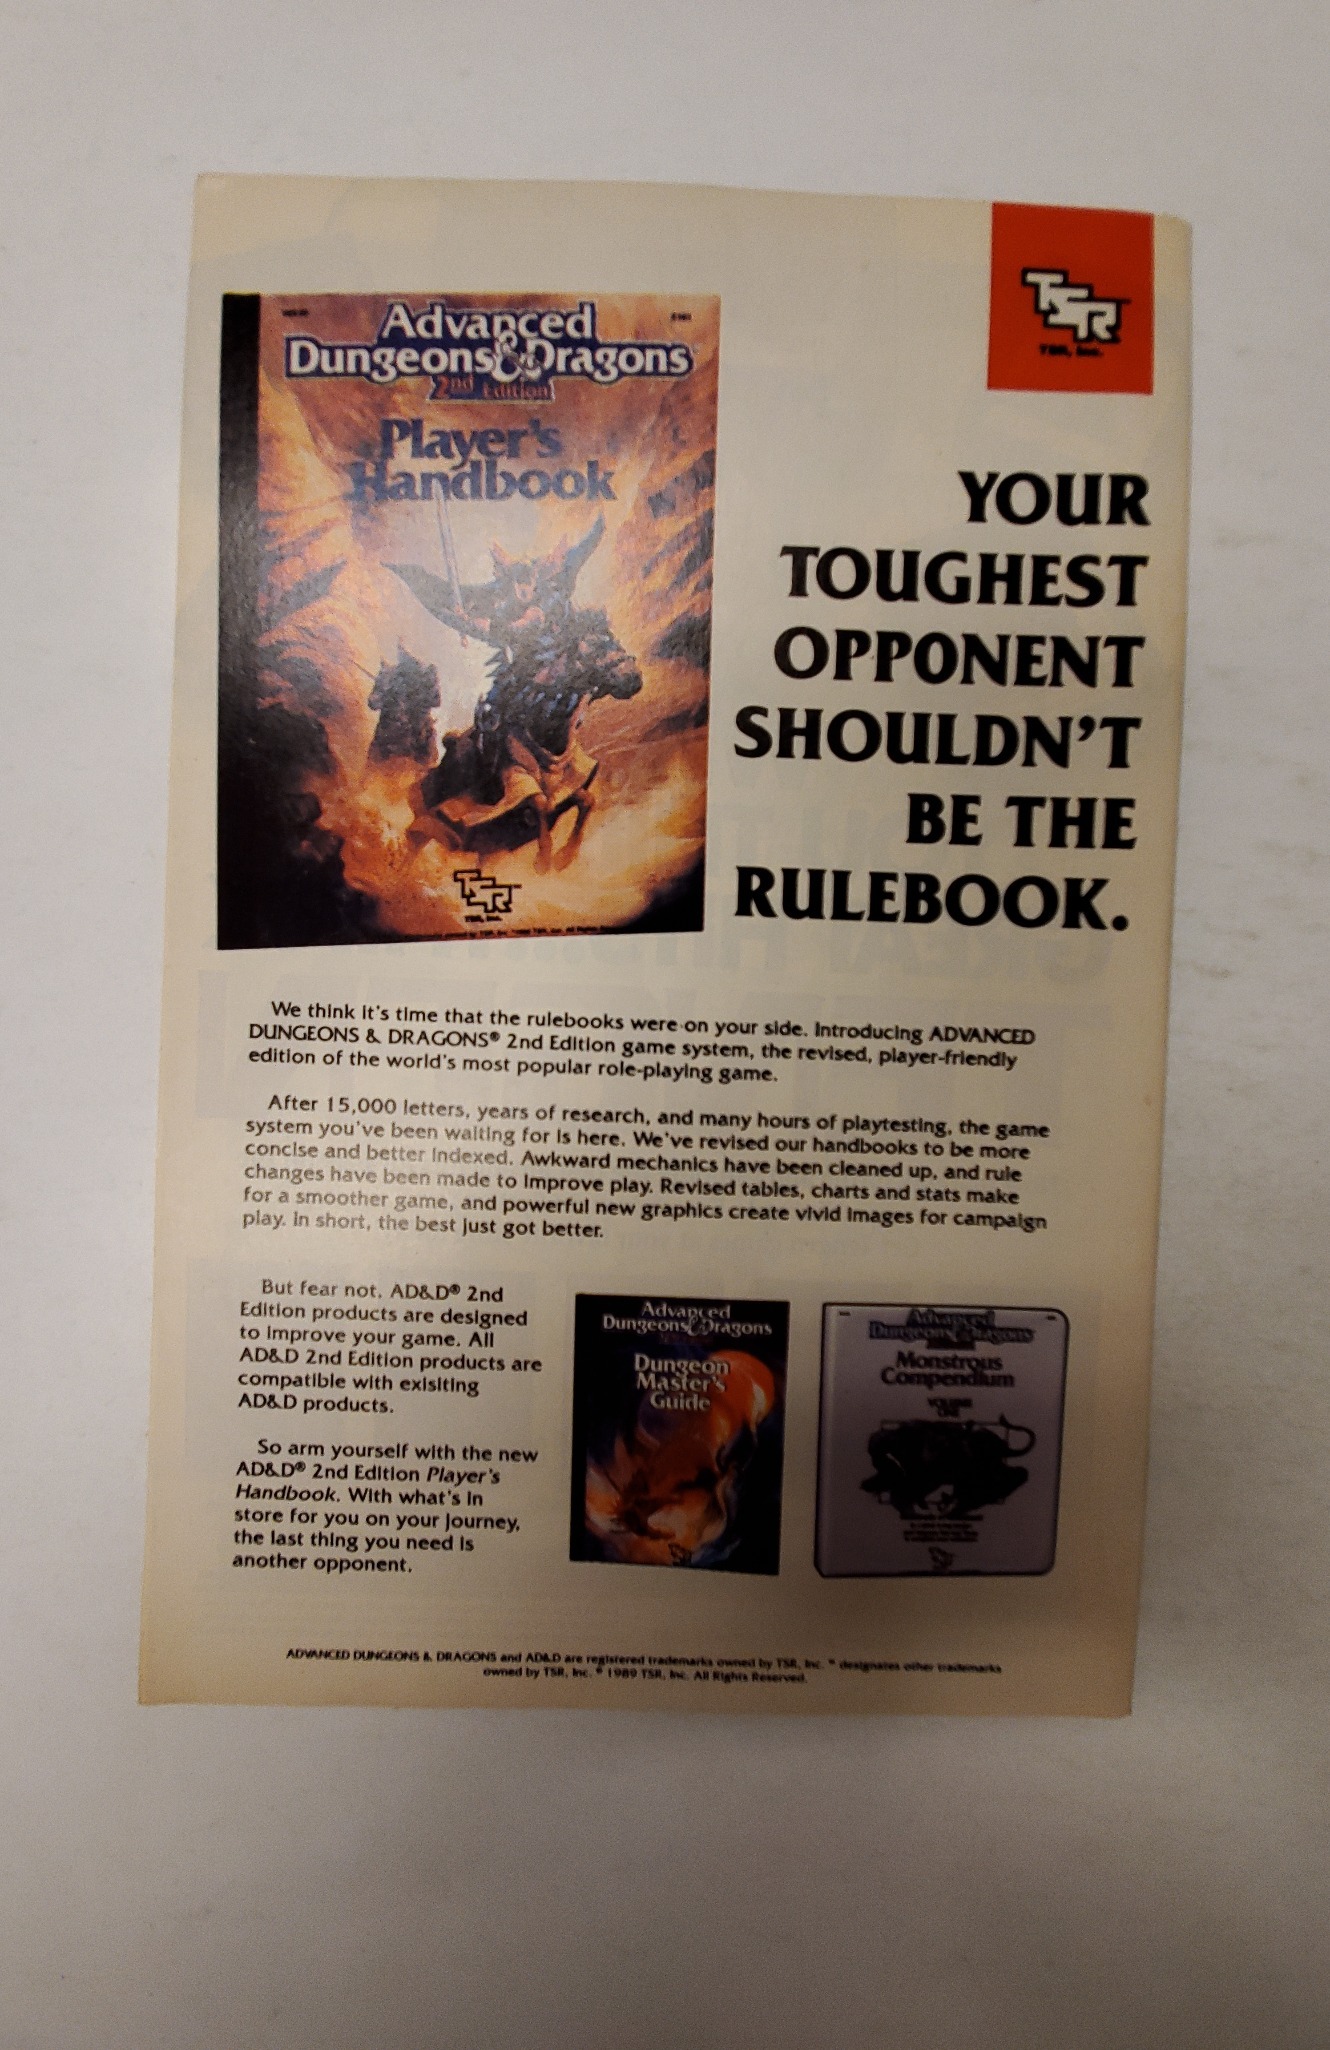 Advanced
Dungeons & Dragons
2nd Edition
Player's
Handbook
TSR
TSR, Inc.
TSR
TSR, Inc.
YOUR
TOUGHEST
OPPONENT
SHOULDN'T
BE THE
RULEBOOK.
We think it's time that the rulebooks were on your side. Introducing ADVANCED
DUNGEONS & DRAGONS® 2nd Edition game system, the revised, player-friendly
edition of the world's most popular role-playing game.
After 15,000 letters, years of research, and many hours of playtesting, the game
system you've been waiting for is here. We've revised our handbooks to be more
concise and better indexed. Awkward mechanics have been cleaned up, and rule
changes have been made to improve play. Revised tables, charts and stats make
for a smoother game, and powerful new graphics create vivid images for campaign
play. In short, the best just got better.
But fear not. AD&D® 2nd
Edition products are designed
to improve your game. All
AD&D 2nd Edition products are
compatible with exisiting
AD&D products.
So arm yourself with the new
AD&D® 2nd Edition Player's
Handbook. With what's in
store for you on your journey,
the last thing you need is
another opponent.
Advanced
Dungeons & Dragons
Dungeon
Master's
Guide
Advanced
Dungeons & Dragons
Monstrous
Compendium
VOLUME
ONE
ADVANCED DUNGEONS & DRAGONS and AD&D are registered trademarks owned by TSR, Inc. ™ designates other trademarks
owned by TSR, Inc. © 1989 TSR, Inc. All Rights Reserved.